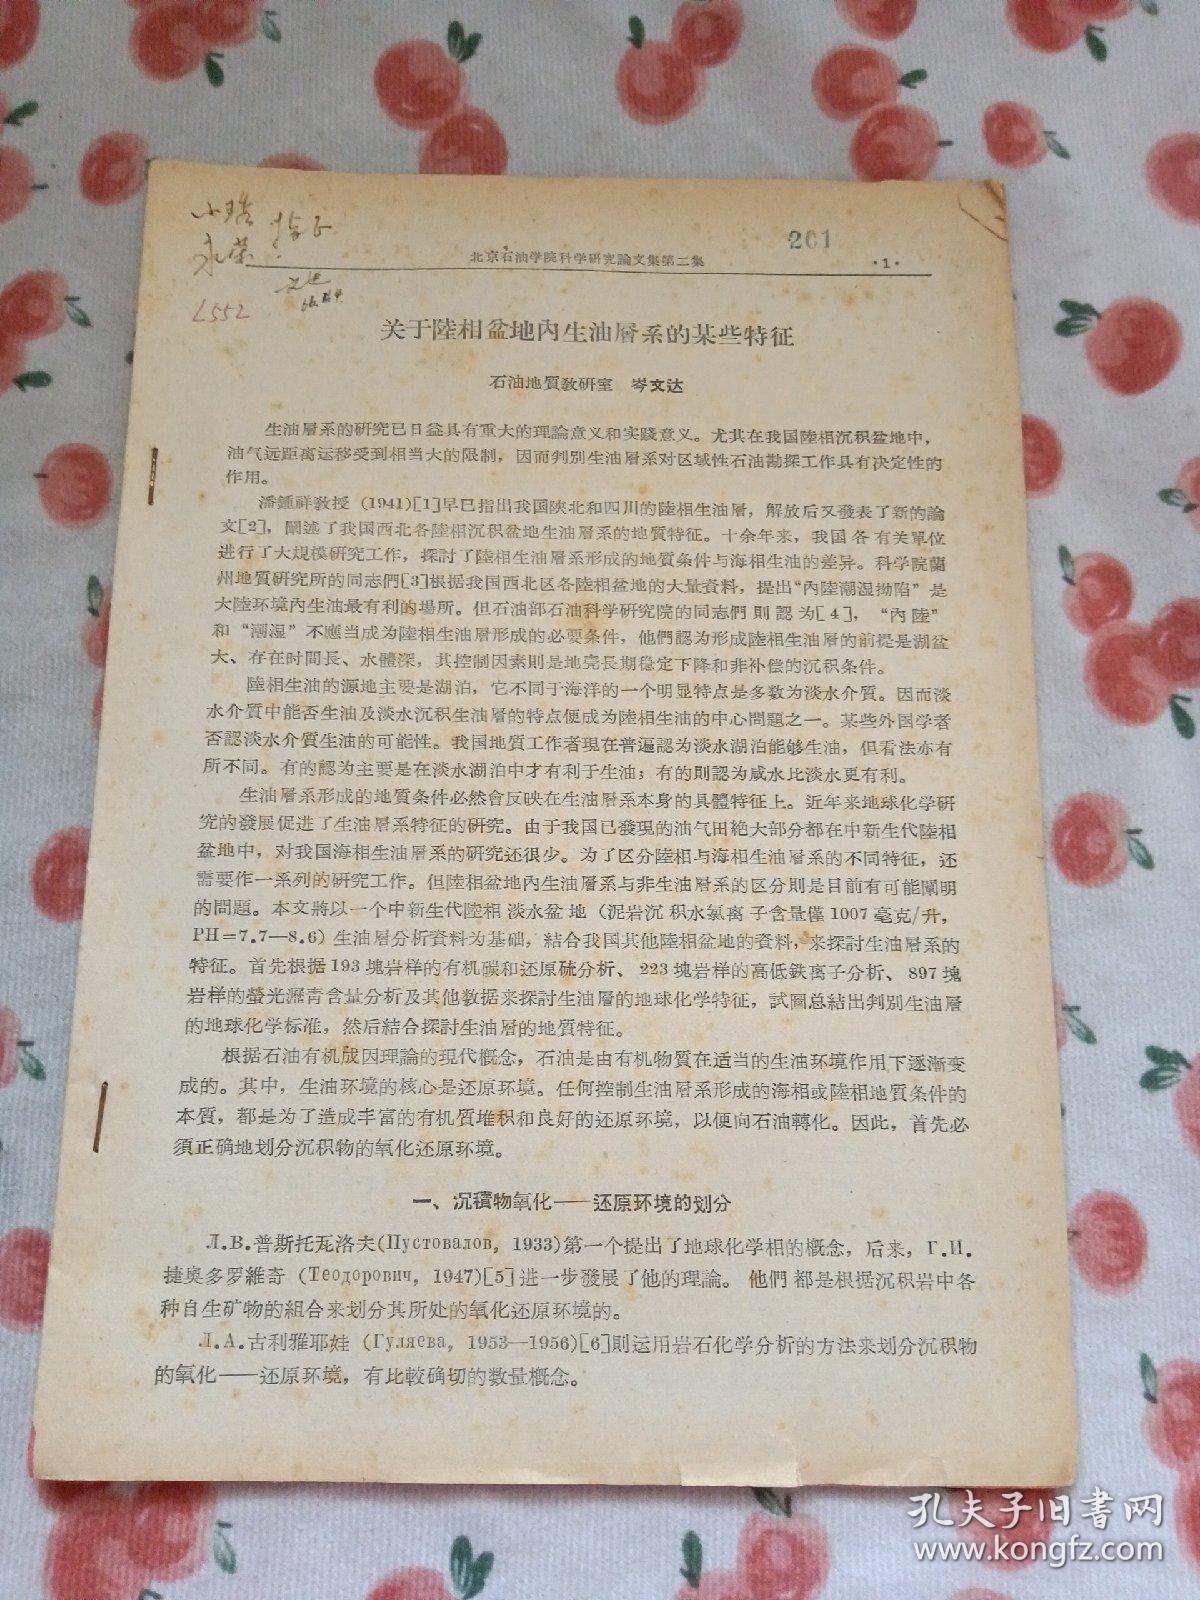 小瑶 指正
永荣
文达
L552
201
北京石油学院科学研究論文集第二集
·1·
关于陸相盆地內生油層系的某些特征
石油地質敎硏室 岑文达
生油層系的研究已日益具有重大的理論意义和实踐意义。尤其在我国陸相沉积盆地中，
油气远距离运移受到相当大的限制，因而判別生油層系对区域性石油勘探工作具有决定性的
作用。
潘鍾祥敎授 (1941)[1]早已指出我国陝北和四川的陸相生油層，解放后又發表了新的論
文[2]，闡述了我国西北各陸相沉积盆地生油層系的地質特征。十余年来，我国各有关單位
进行了大規模研究工作，探討了陸相生油層系形成的地質条件与海相生油的差异。科学院蘭
州地質研究所的同志們[3]根据我国西北区各陸相盆地的大量資料，提出“內陸潮湿拗陷”是
大陸环境內生油最有利的場所。但石油部石油科学研究院的同志們則認为[4]，“內陸”
和“潮湿”不應当成为陸相生油層形成的必要条件，他們認为形成陸相生油層的前提是湖盆
大、存在时間長、水體深，其控制因素則是地壳長期稳定下降和非补偿的沉积条件。
陸相生油的源地主要是湖泊，它不同于海洋的一个明显特点是多数为淡水介質。因而淡
水介質中能否生油及淡水沉积生油層的特点便成为陸相生油的中心問題之一。某些外国学者
否認淡水介質生油的可能性。我国地質工作者現在普遍認为淡水湖泊能够生油，但看法亦有
所不同。有的認为主要是在淡水湖泊中才有利于生油；有的則認为咸水比淡水更有利。
生油層系形成的地質条件必然會反映在生油層系本身的具體特征上。近年来地球化学研
究的發展促进了生油層系特征的研究。由于我国已發現的油气田絶大部分都在中新生代陸相
盆地中，对我国海相生油層系的研究还很少。为了区分陸相与海相生油層系的不同特征，还
需要作一系列的研究工作。但陸相盆地內生油層系与非生油層系的区分則是目前有可能闡明
的問題。本文將以一个中新生代陸相淡水盆地（泥岩沉积水氯离子含量僅1007毫克/升，
PH=7.7—8.6）生油層分析資料为基础，結合我国其他陸相盆地的資料，来探討生油層系的
特征。首先根据193塊岩样的有机碳和还原硫分析、223塊岩样的高低鉄离子分析、897塊
岩样的螢光瀝靑含量分析及其他数据来探討生油層的地球化学特征，試圖总結出判別生油層
的地球化学标准，然后結合探討生油層的地質特征。
根据石油有机成因理論的現代槪念，石油是由有机物質在适当的生油环境作用下逐漸变
成的。其中，生油环境的核心是还原环境。任何控制生油層系形成的海相或陸相地質条件的
本質，都是为了造成丰富的有机質堆积和良好的还原环境，以便向石油轉化。因此，首先必
須正确地划分沉积物的氧化还原环境。
一、沉積物氧化——还原环境的划分
Л.В.普斯托瓦洛夫(Пустовалов, 1933)第一个提出了地球化学相的槪念，后来，Г.И.
捷奥多罗維奇 (Теодорович, 1947)[5]进一步發展了他的理論。他們都是根据沉积岩中各
种自生矿物的組合来划分其所处的氧化还原环境的。
Л.А.古利雅耶娃 (Гуляева, 1953—1956)[6]則运用岩石化学分析的方法来划分沉积物
的氧化——还原环境，有比較确切的数量概念。
孔夫子旧书网
www.kongfz.com